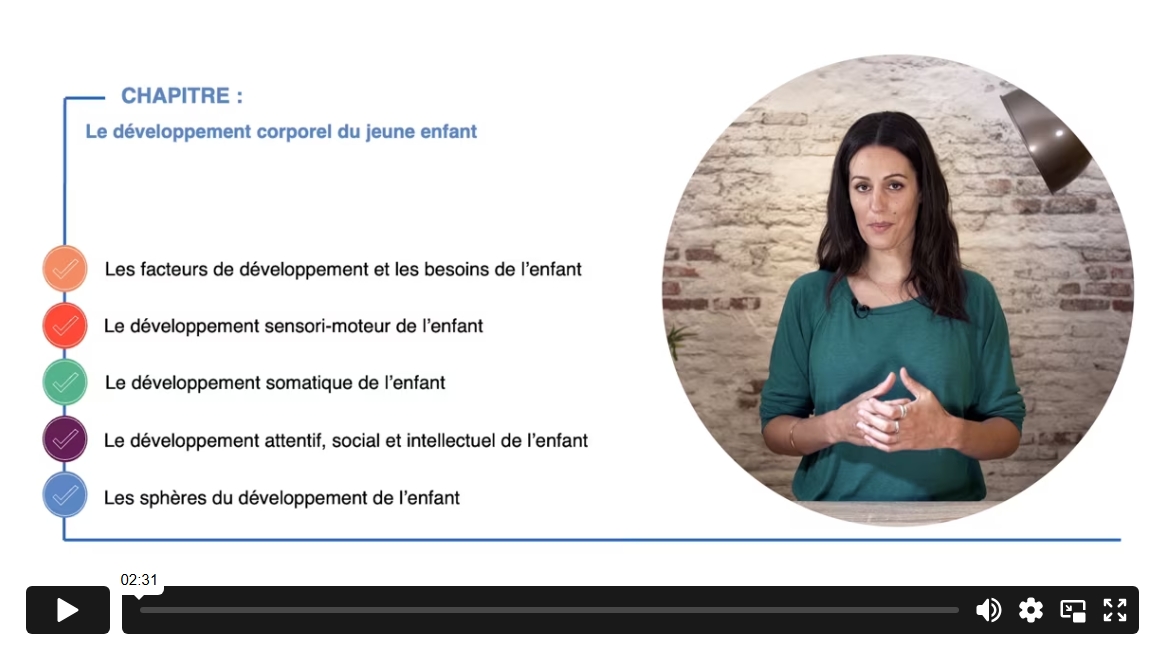 CHAPITRE :
Le développement corporel du jeune enfant
Les facteurs de développement et les besoins de l'enfant
Le développement sensori-moteur de l'enfant
Le développement somatique de l'enfant
Le développement attentif, social et intellectuel de l'enfant
Les sphères du développement de l'enfant
02:31